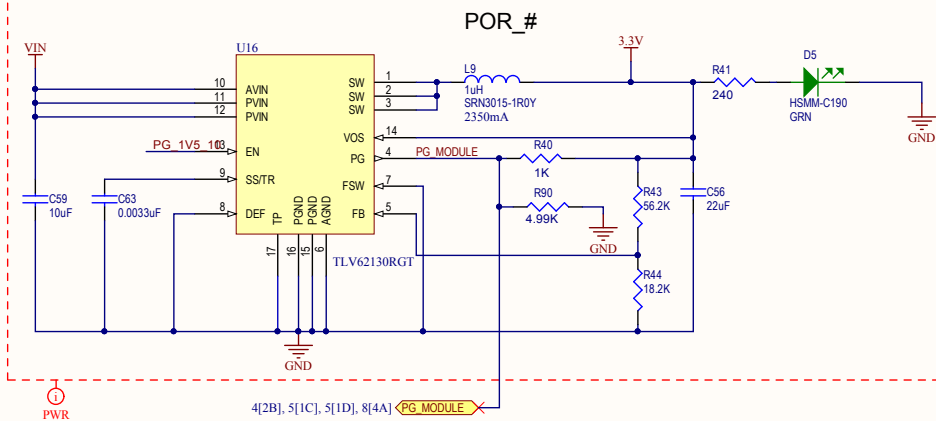 POR_#
VIN
U16
3.3V
D5
L9
1uH
SRN3015-1R0Y
2350mA
R41
240
HSMM-C190
GRN
GND
10
AVIN
11
PVIN
12
PVIN
SW
1
SW
2
SW
3
VOS
14
PG_1V5_10
13
EN
PG
4
PG_MODULE
R40
1K
9
SS/TR
FSW
7
R90
4.99K
GND
R43
56.2K
C56
22uF
C59
10uF
C63
0.0033uF
8
DEF
FB
5
TP
PGND
PGND
AGND
17
16
15
6
TLV62130RGT
R44
18.2K
GND
i
PWR
4[2B], 5[1C], 5[1D], 8[4A]
PG_MODULE